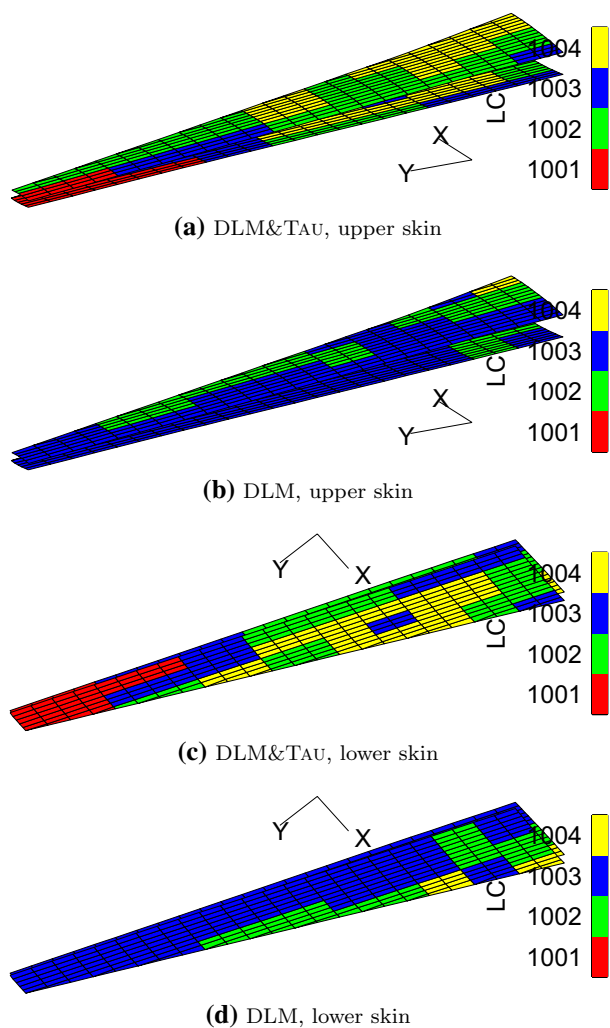 1004
1003
LC
1002
1001
X
Y
(a) DLM&TAU, upper skin
1004
1003
LC
1002
1001
X
Y
(b) DLM, upper skin
1004
1003
LC
1002
1001
Y
X
(c) DLM&TAU, lower skin
1004
1003
LC
1002
1001
Y
X
(d) DLM, lower skin